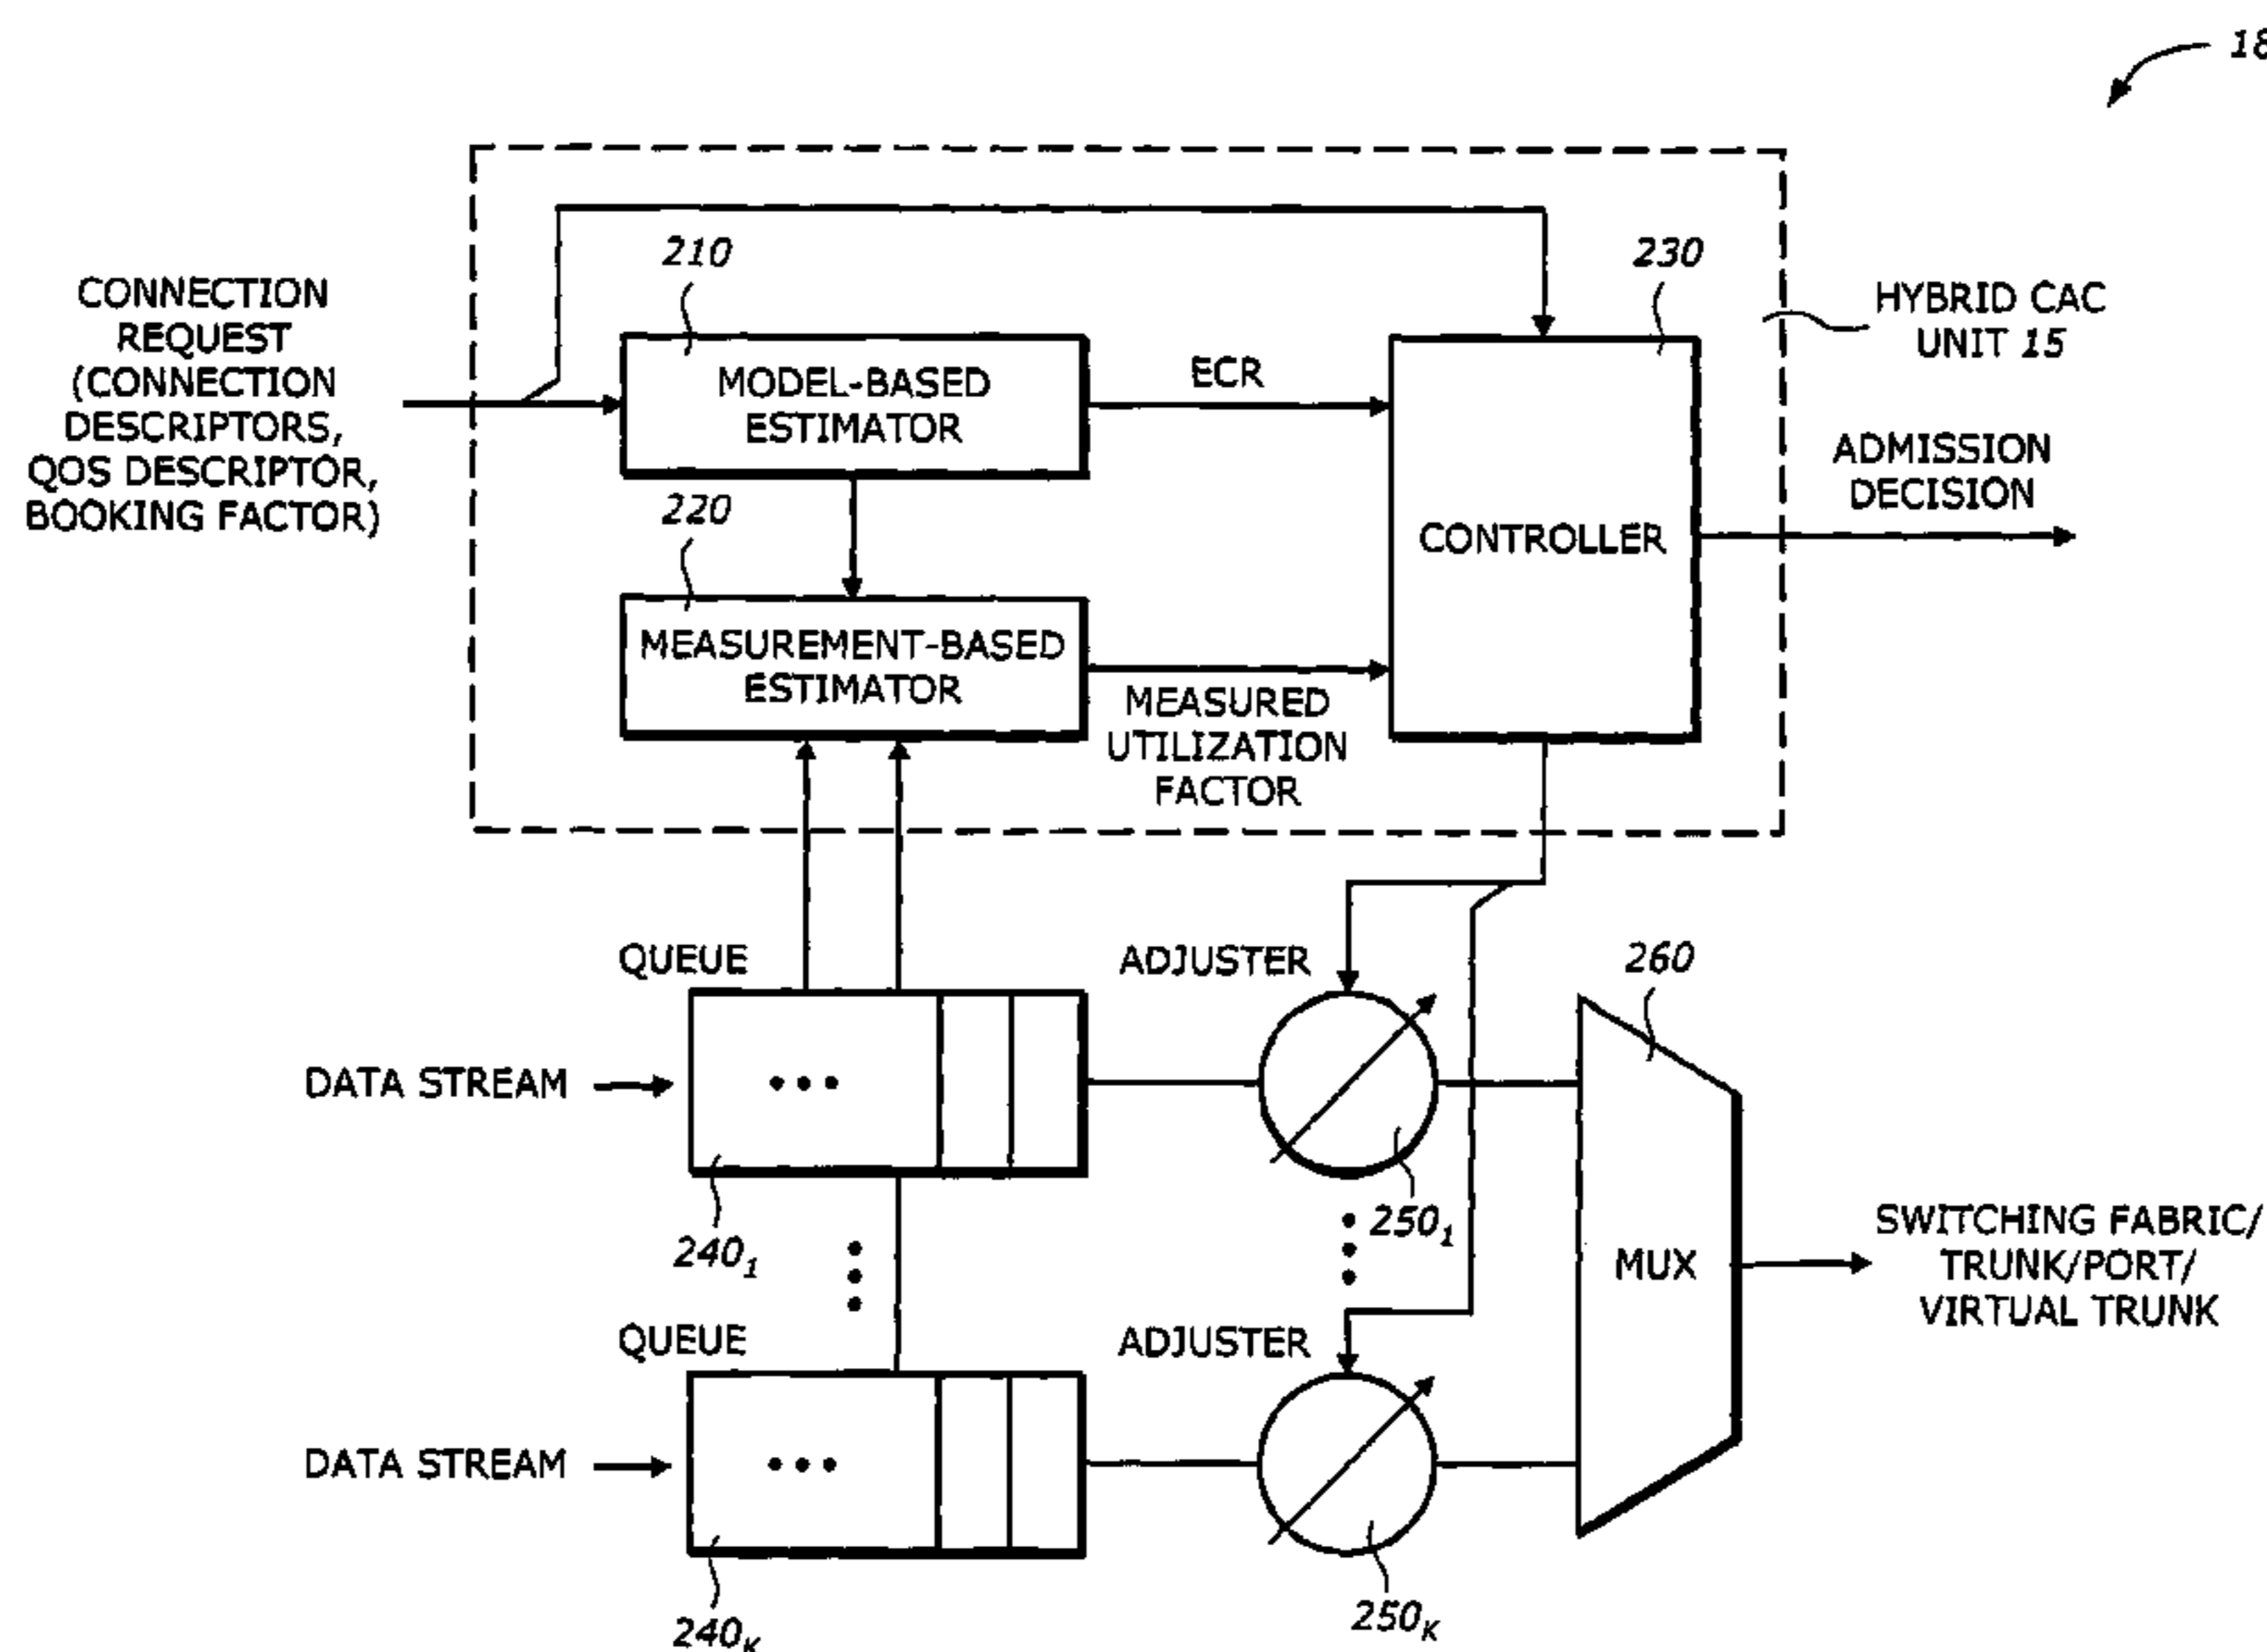 18
210
230
CONNECTION
REQUEST
(CONNECTION
DESCRIPTORS,
QOS DESCRIPTOR,
BOOKING FACTOR)
HYBRID CAC
UNIT 15
MODEL-BASED
ESTIMATOR
ECR
ADMISSION
DECISION
220
CONTROLLER
MEASUREMENT-BASED
ESTIMATOR
MEASURED
UTILIZATION
FACTOR
QUEUE
ADJUSTER
260
DATA STREAM
•••
240₁
250₁
MUX
SWITCHING FABRIC/
TRUNK/PORT/
VIRTUAL TRUNK
QUEUE
ADJUSTER
DATA STREAM
•••
240K
250K